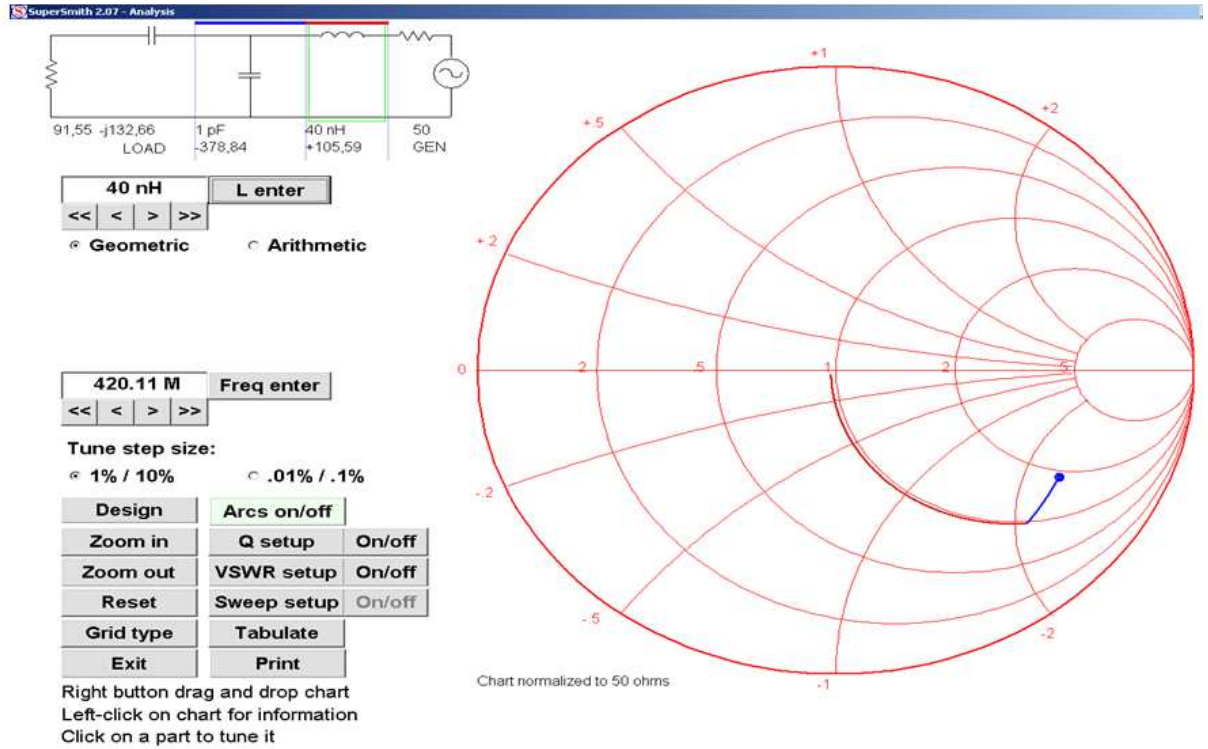 SuperSmith 2.07 - Analysis
91,55 -j132,66 1 pF 40 nH 50
LOAD -378,84 +105,59 GEN
40 nH L enter
<< < > >>
Geometric Arithmetic
420.11 M Freq enter
<< < > >>
Tune step size:
1% / 10% .01% / .1%
Design Arcs on/off
Zoom in Q setup On/off
Zoom out VSWR setup On/off
Reset Sweep setup On/off
Grid type Tabulate
Exit Print
Right button drag and drop chart
Left-click on chart for information
Click on a part to tune it
+1
+.5 +2
+.2
0 .2 .5 1 2 5
-.2
-.5 -2
-1
Chart normalized to 50 ohms